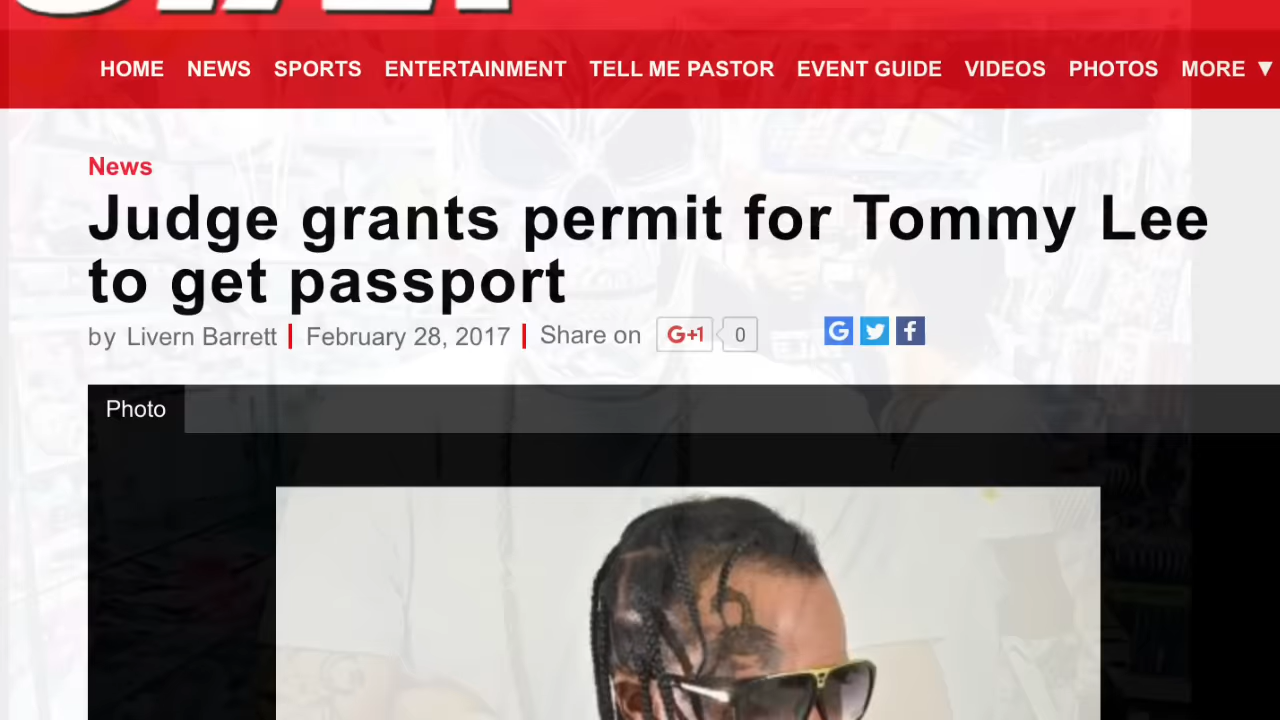 HOME NEWS SPORTS ENTERTAINMENT TELL ME PASTOR EVENT GUIDE VIDEOS PHOTOS MORE ▼
News
Judge grants permit for Tommy Lee
to get passport
by Livern Barrett | February 28, 2017 | Share on G+1 0 G f
Photo